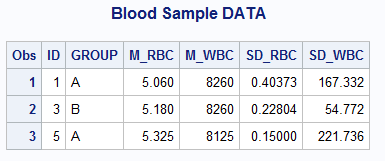 Blood Sample DATA
Obs ID GROUP M_RBC M_WBC SD_RBC SD_WBC
1 1 A 5.060 8260 0.40373 167.332
2 3 B 5.180 8260 0.22804 54.772
3 5 A 5.325 8125 0.15000 221.736